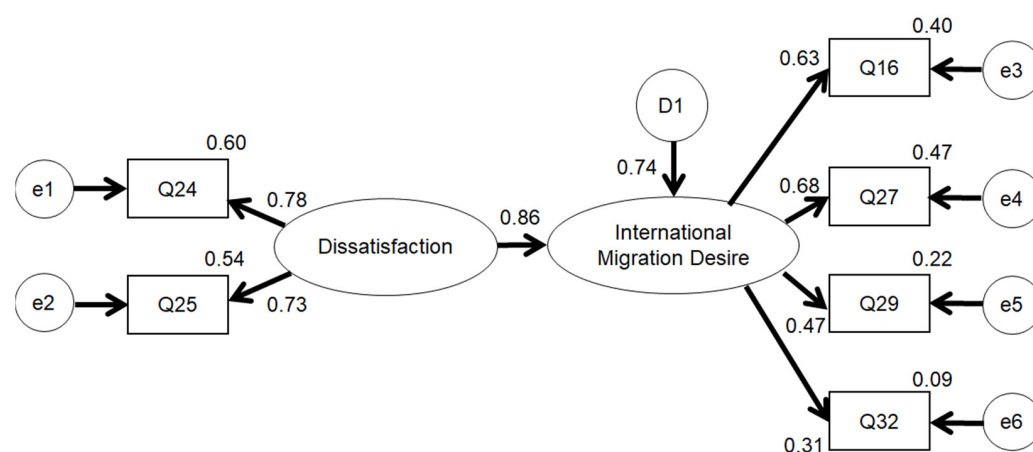 0.40
0.63
Q16
e3
D1
0.60
0.74
0.47
e1
Q24
0.78
0.68
Q27
e4
0.86
Dissatisfaction
International
Migration Desire
0.54
0.22
e2
Q25
0.73
0.47
Q29
e5
0.09
0.31
Q32
e6